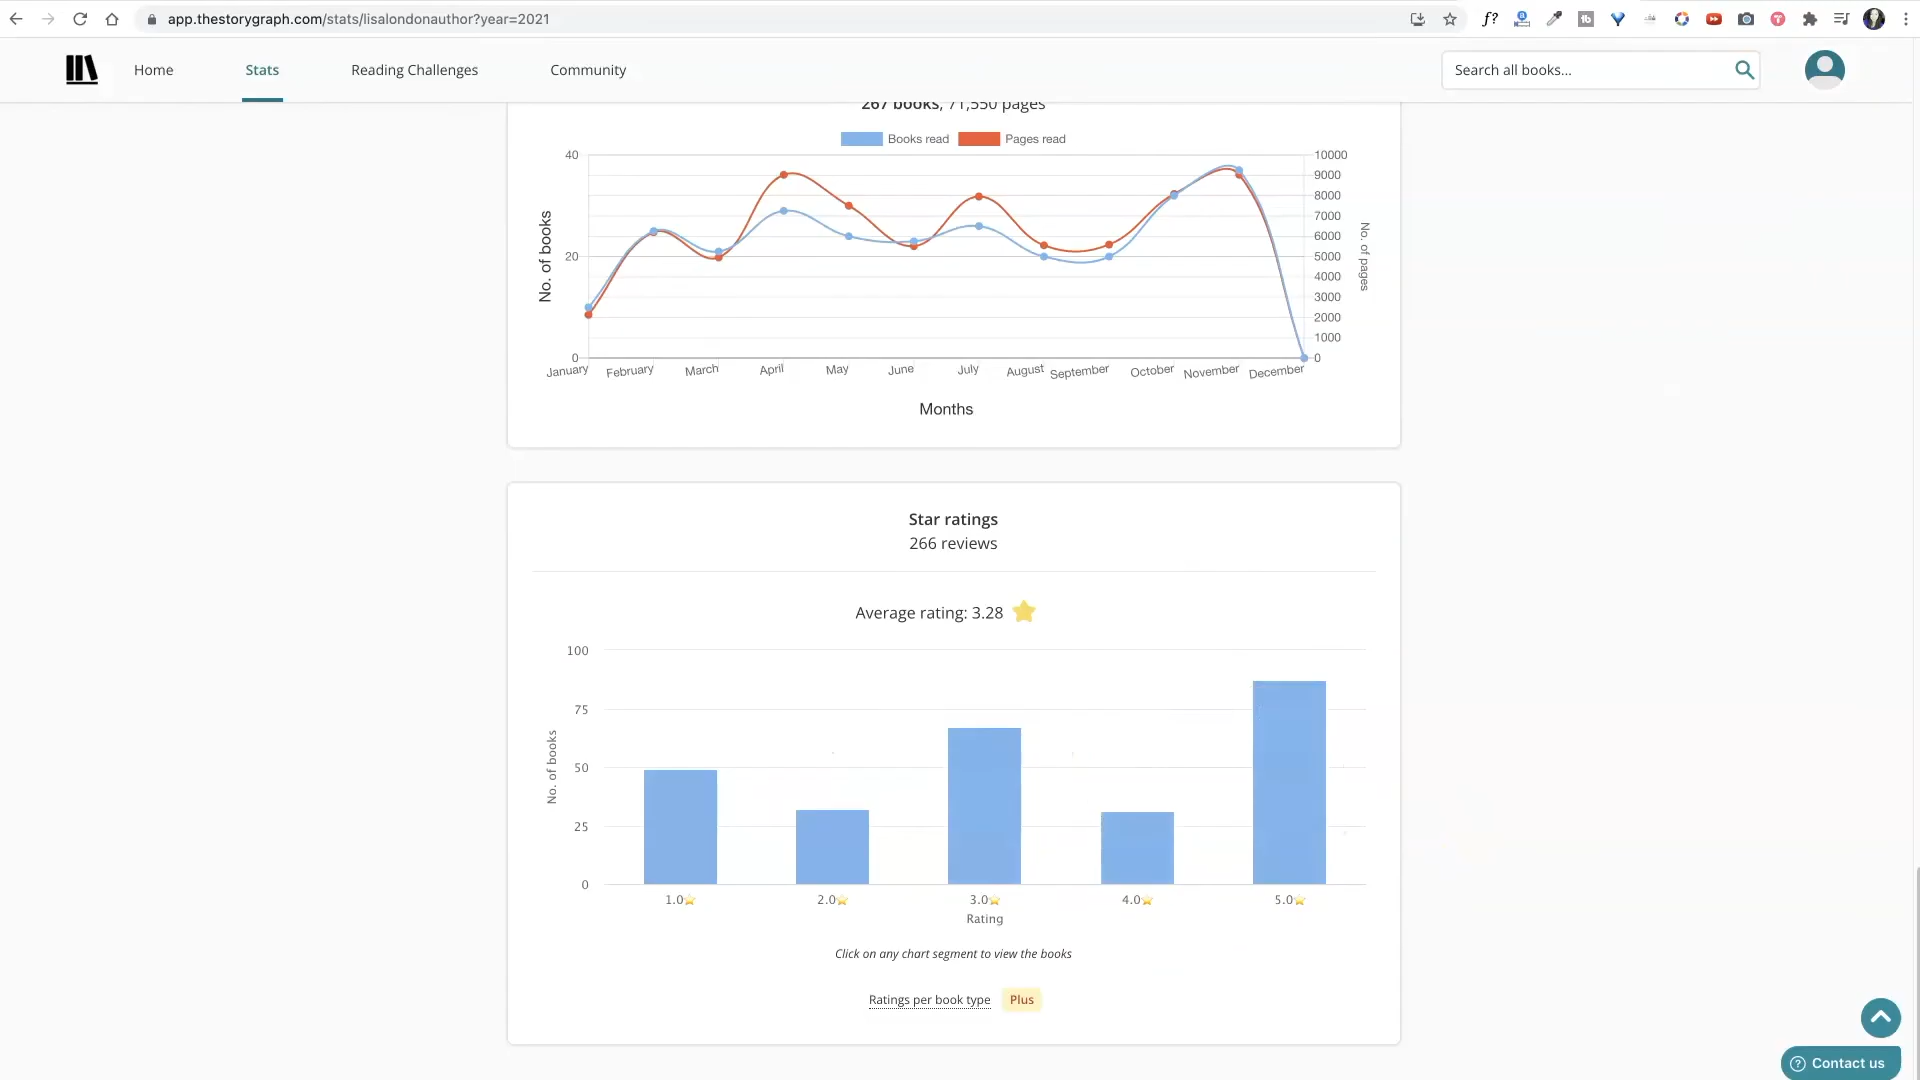 app.thestorygraph.com/stats/lisalondonauthor?year=2021
f?
Home
Stats
Reading Challenges
Community
Search all books...
267 books, 71,550 pages
Books read
Pages read
40
20
0
No. of books
10000
9000
8000
7000
6000
5000
4000
3000
2000
1000
0
No. of pages
January
February
March
April
May
June
July
August
September
October
November
December
Months
Star ratings
266 reviews
Average rating: 3.28
100
75
50
25
0
No. of books
1.0
2.0
3.0
4.0
5.0
Rating
Click on any chart segment to view the books
Ratings per book type
Plus
? Contact us